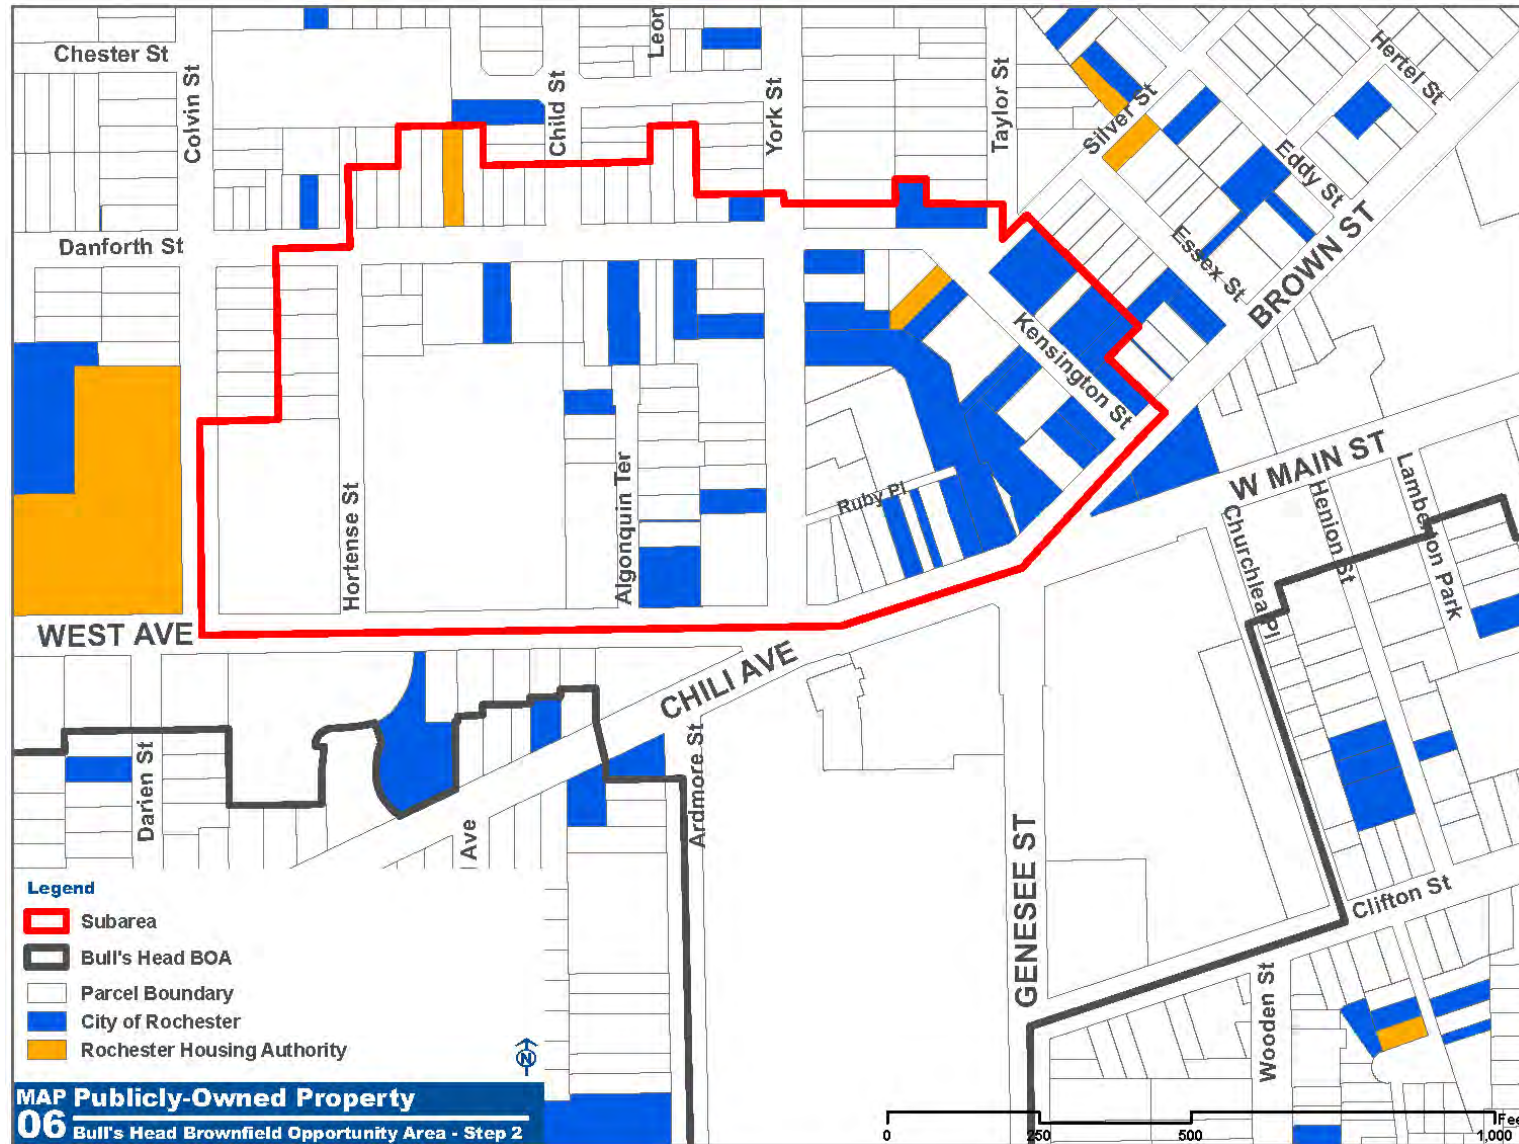 Chester St
Colvin St
Child St
Leon
York St
Taylor St
Silver St
Hertel St
Eddy St
Essex St
BROWN ST
Danforth St
Kensington St
Hortense St
Algonquin Ter
Ruby Pl
W MAIN ST
Churchlea Pl
Henion St
Lamberton Park
WEST AVE
CHILI AVE
Darien St
Ave
Ardmore St
GENESEE ST
Clifton St
Wooden St
Legend
Subarea
Bull's Head BOA
Parcel Boundary
City of Rochester
Rochester Housing Authority
N
MAP 06
Publicly-Owned Property
Bull's Head Brownfield Opportunity Area - Step 2
0 250 500 1,000
Fee